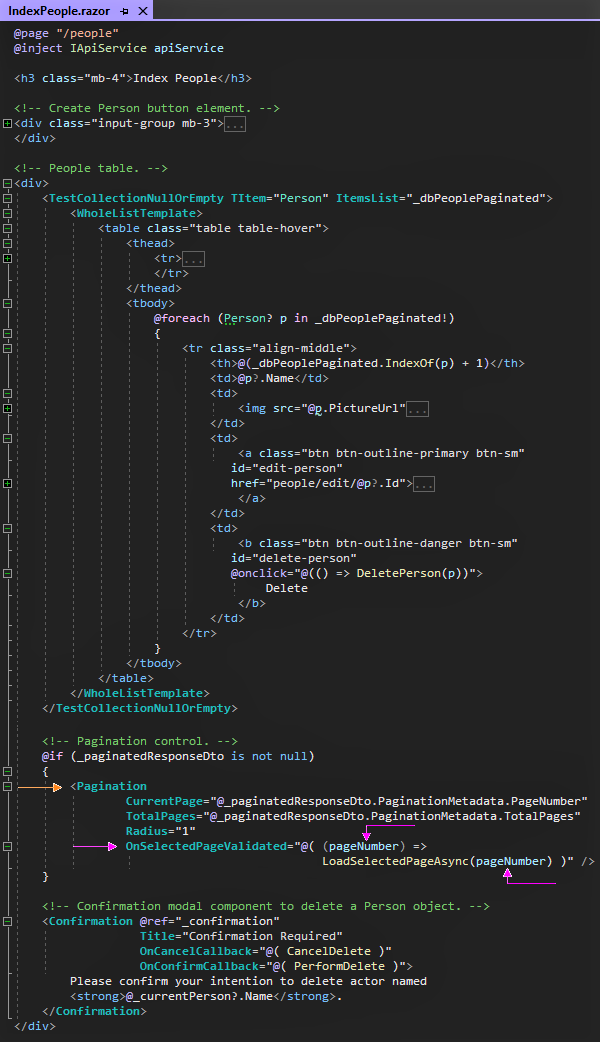 IndexPeople.razor
@page "/people"
@inject IApiService apiService
<h3 class="mb-4">Index People</h3>
<!-- Create Person button element. -->
<div class="input-group mb-3">...
</div>
<!-- People table. -->
<div>
<TestCollectionNullOrEmpty TItem="Person" ItemsList="_dbPeoplePaginated">
<WholeListTemplate>
<table class="table table-hover">
<thead>
<tr>...
</tr>
</thead>
<tbody>
@foreach (Person? p in _dbPeoplePaginated!)
{
<tr class="align-middle">
<th>@(_dbPeoplePaginated.IndexOf(p) + 1)</th>
<td>@p?.Name</td>
<td>
<img src="@p.PictureUrl"...
</td>
<td>
<a class="btn btn-outline-primary btn-sm"
id="edit-person"
href="people/edit/@p?.Id">...
</a>
</td>
<td>
<b class="btn btn-outline-danger btn-sm"
id="delete-person"
@onclick="@(() => DeletePerson(p))">
Delete
</b>
</td>
</tr>
}
</tbody>
</table>
</WholeListTemplate>
</TestCollectionNullOrEmpty>
<!-- Pagination control. -->
@if (_paginatedResponseDto is not null)
{
<Pagination
CurrentPage="@_paginatedResponseDto.PaginationMetadata.PageNumber"
TotalPages="@_paginatedResponseDto.PaginationMetadata.TotalPages"
Radius="1"
OnSelectedPageValidated="@( (pageNumber) =>
LoadSelectedPageAsync(pageNumber) )" />
}
<!-- Confirmation modal component to delete a Person object. -->
<Confirmation @ref="_confirmation"
Title="Confirmation Required"
OnCancelCallback="@( CancelDelete )"
OnConfirmCallback="@( PerformDelete )">
Please confirm your intention to delete actor named
<strong>@_currentPerson?.Name</strong>.
</Confirmation>
</div>